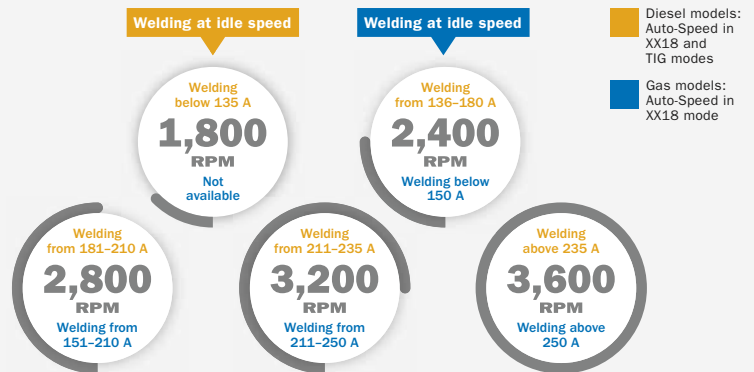 Welding at idle speed
Welding at idle speed
Diesel models:
Auto-Speed in
XX18 and
TIG modes
Gas models:
Auto-Speed in
XX18 mode
Welding
below 135 A
1,800
RPM
Not
available
Welding
from 136–180 A
2,400
RPM
Welding below
150 A
Welding
from 181–210 A
2,800
RPM
Welding from
151–210 A
Welding
from 211–235 A
3,200
RPM
Welding from
211–250 A
Welding
above 235 A
3,600
RPM
Welding above
250 A